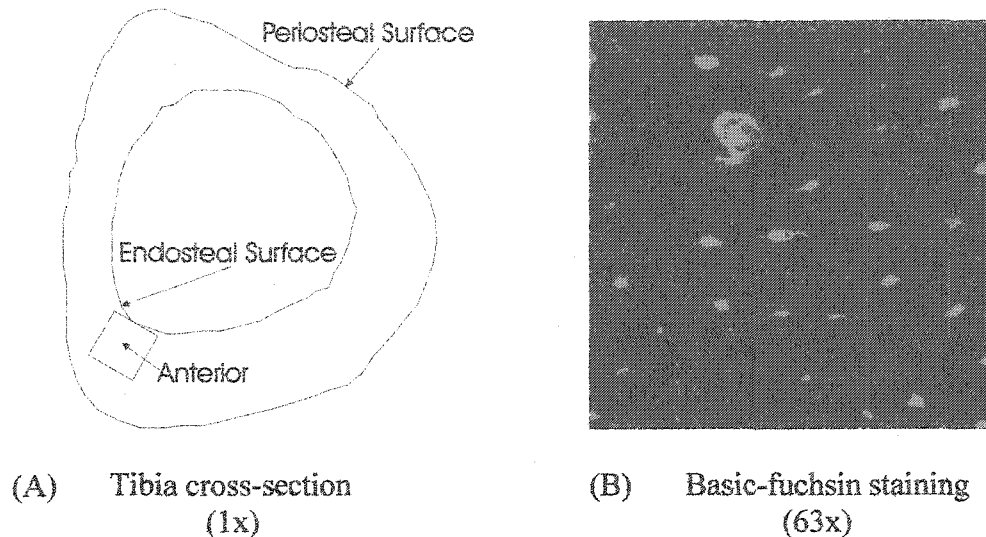 Periosteal Surface
Endosteal Surface
Anterior
(A) Tibia cross-section
(1x)
(B) Basic-fuchsin staining
(63x)